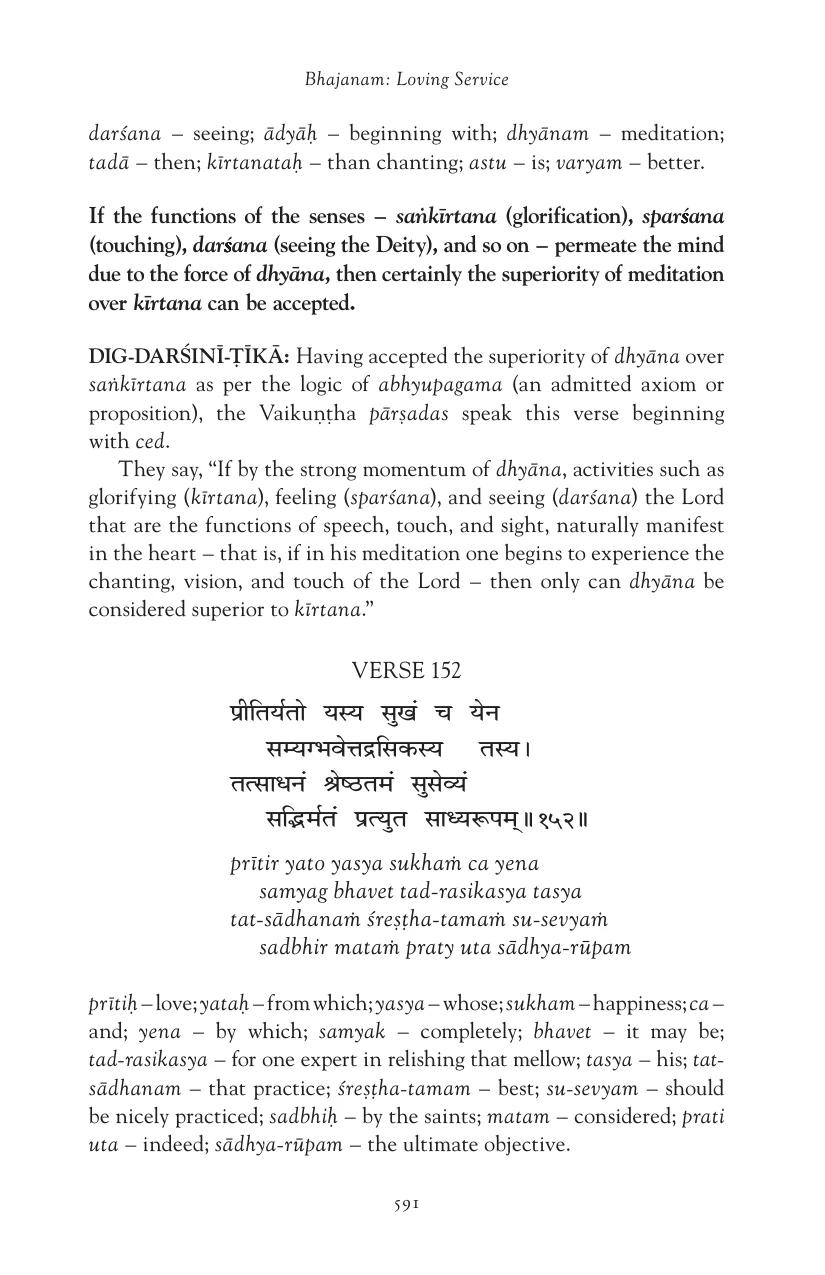 Bhajanam: Loving Service
darśana – seeing; ādyāḥ – beginning with; dhyānam – meditation;
tadā – then; kīrtanataḥ – than chanting; astu – is; varyam – better.
If the functions of the senses – saṅkīrtana (glorification), sparśana
(touching), darśana (seeing the Deity), and so on – permeate the mind
due to the force of dhyāna, then certainly the superiority of meditation
over kīrtana can be accepted.
DIG-DARŚINĪ-ṬĪKĀ: Having accepted the superiority of dhyāna over
saṅkīrtana as per the logic of abhyupagama (an admitted axiom or
proposition), the Vaikuṇṭha pārṣadas speak this verse beginning
with ced.
They say, “If by the strong momentum of dhyāna, activities such as
glorifying (kīrtana), feeling (sparśana), and seeing (darśana) the Lord
that are the functions of speech, touch, and sight, naturally manifest
in the heart – that is, if in his meditation one begins to experience the
chanting, vision, and touch of the Lord – then only can dhyāna be
considered superior to kīrtana.”
VERSE 152
प्रीतिर्यतो यस्य सुखं च येन
सम्यग्भवेत्तद्रसिकस्य तस्य।
तत्साधनं श्रेष्ठतमं सुसेव्यं
सद्भिर्मतं प्रत्युत साध्यरूपम्॥१५२॥
prītir yato yasya sukhaṁ ca yena
samyag bhavet tad-rasikasya tasya
tat-sādhanaṁ śreṣṭha-tamaṁ su-sevyaṁ
sadbhir mataṁ praty uta sādhya-rūpam
prītiḥ – love; yataḥ – from which; yasya – whose; sukham – happiness; ca –
and; yena – by which; samyak – completely; bhavet – it may be;
tad-rasikasya – for one expert in relishing that mellow; tasya – his; tat-
sādhanam – that practice; śreṣṭha-tamam – best; su-sevyam – should
be nicely practiced; sadbhiḥ – by the saints; matam – considered; prati
uta – indeed; sādhya-rūpam – the ultimate objective.
591